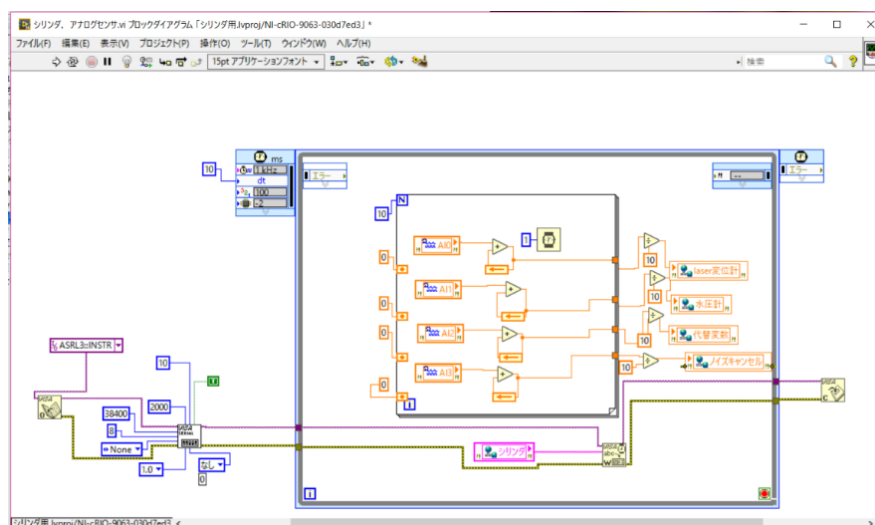 シリンダ，アナログセンサ.vi ブロックダイアグラム「シリンダ用.lvproj/NI-cRIO-9063-030d7ed3」*
ファイル(F) 編集(E) 表示(V) プロジェクト(P) 操作(O) ツール(T) ウィンドウ(W) ヘルプ(H)
15pt アプリケーションフォント
検索
ms
10
1 kHz
dt
エラー
--
100
-2
N
10
AI0
1
0
10
laser変位計
AI1
10
0
水圧計
AI2
10
代替変数
0
AI3
10
ノイズキャンセル
0
i
ASRL3::INSTR
10
T
2000
38400
8
None
1.0
なし
0
シリンダ
abc
W
C
i
シリンダ用.lvproj/NI-cRIO-9063-030d7ed3